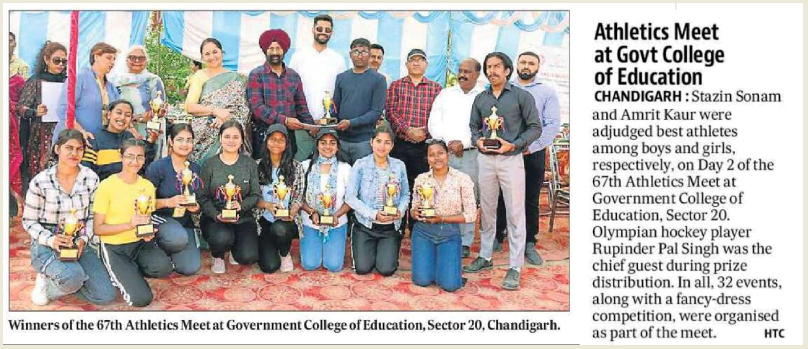 Winners of the 67th Athletics Meet at Government College of Education, Sector 20, Chandigarh.
Athletics Meet
at Govt College
of Education
CHANDIGARH : Stazin Sonam
and Amrit Kaur were
adjudged best athletes
among boys and girls,
respectively, on Day 2 of the
67th Athletics Meet at
Government College of
Education, Sector 20.
Olympian hockey player
Rupinder Pal Singh was the
chief guest during prize
distribution. In all, 32 events,
along with a fancy-dress
competition, were organised
as part of the meet. HTC